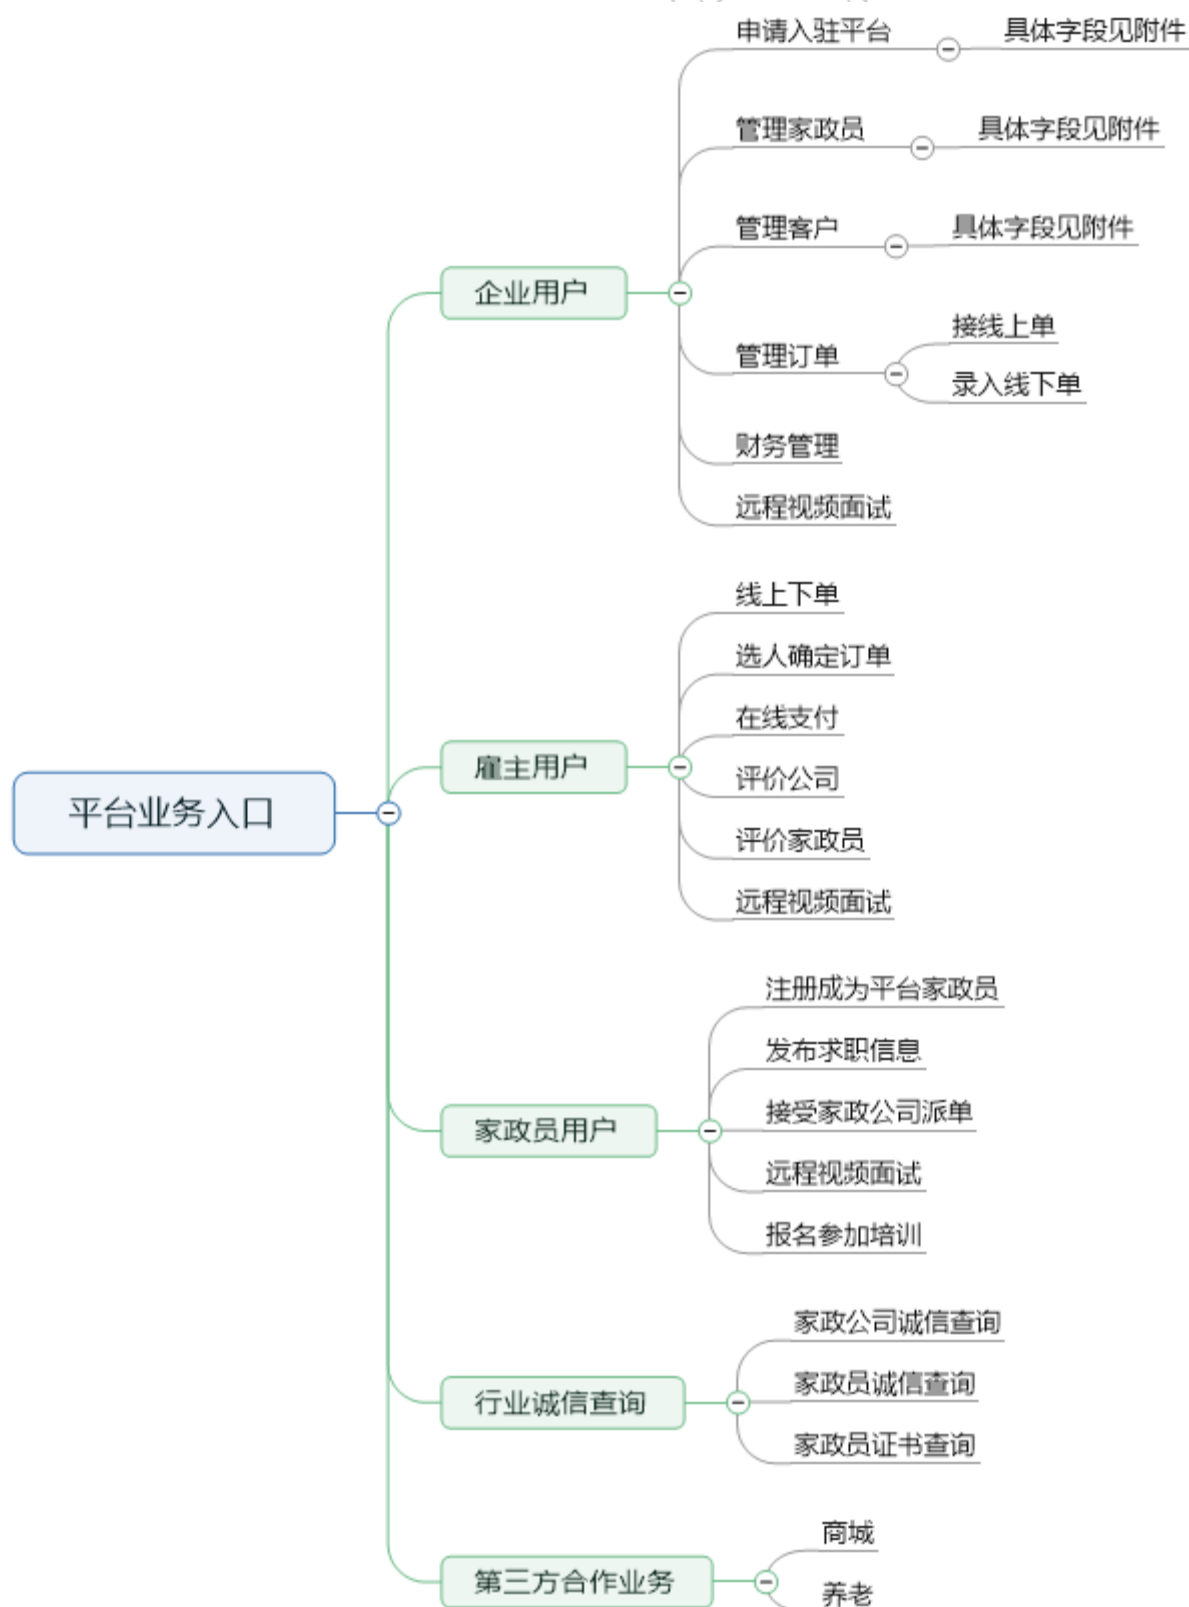 平台业务入口
企业用户
申请入驻平台
具体字段见附件
管理家政员
具体字段见附件
管理客户
具体字段见附件
管理订单
接线上单
录入线下单
财务管理
远程视频面试
雇主用户
线上下单
选人确定订单
在线支付
评价公司
评价家政员
远程视频面试
家政员用户
注册成为平台家政员
发布求职信息
接受家政公司派单
远程视频面试
报名参加培训
行业诚信查询
家政公司诚信查询
家政员诚信查询
家政员证书查询
第三方合作业务
商城
养老